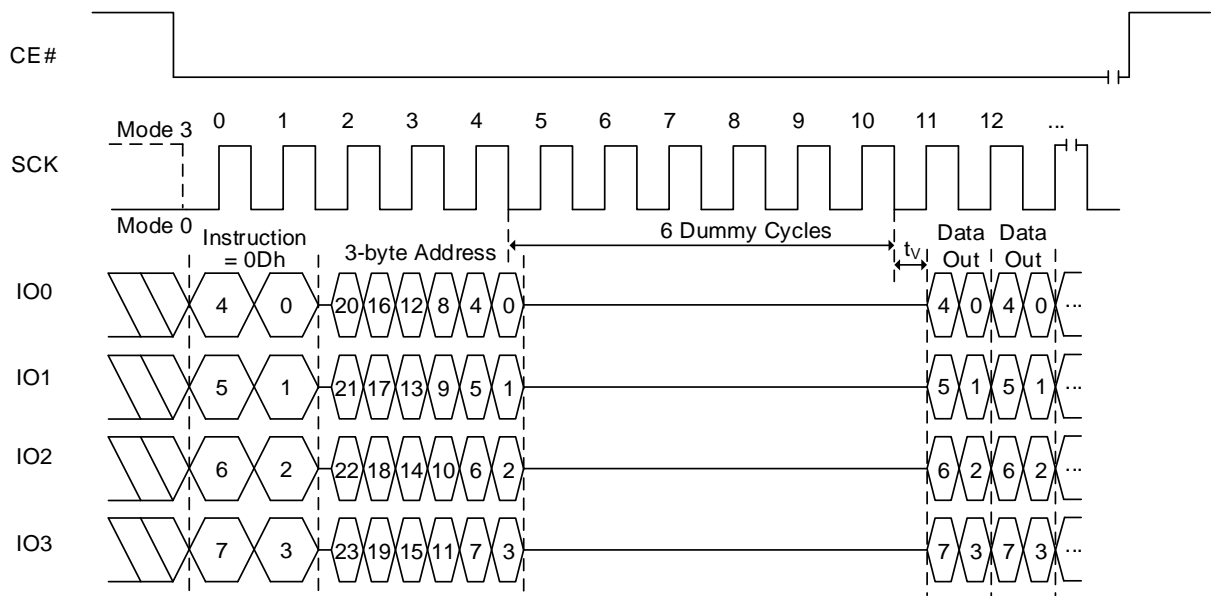 CE#
0 1 2 3 4 5 6 7 8 9 10 11 12 ...
Mode 3
SCK
Mode 0
Instruction
= 0Dh
3-byte Address
6 Dummy Cycles
tV
Data
Out
Data
Out
IO0 4 0 20 16 12 8 4 0 4 0 4 0 ...
IO1 5 1 21 17 13 9 5 1 5 1 5 1 ...
IO2 6 2 22 18 14 10 6 2 6 2 6 2 ...
IO3 7 3 23 19 15 11 7 3 7 3 7 3 ...